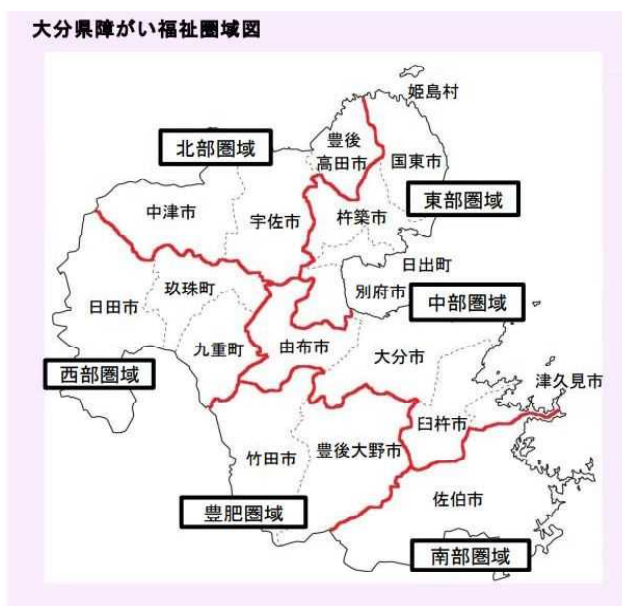 大分県障がい福祉圏域図
姫島村
豊後
高田市
北部圏域
国東市
東部圏域
中津市
宇佐市
杵築市
日出町
別府市
中部圏域
玖珠町
日田市
九重町
由布市
大分市
西部圏域
津久見市
臼杵市
竹田市
豊後大野市
佐伯市
豊肥圏域
南部圏域